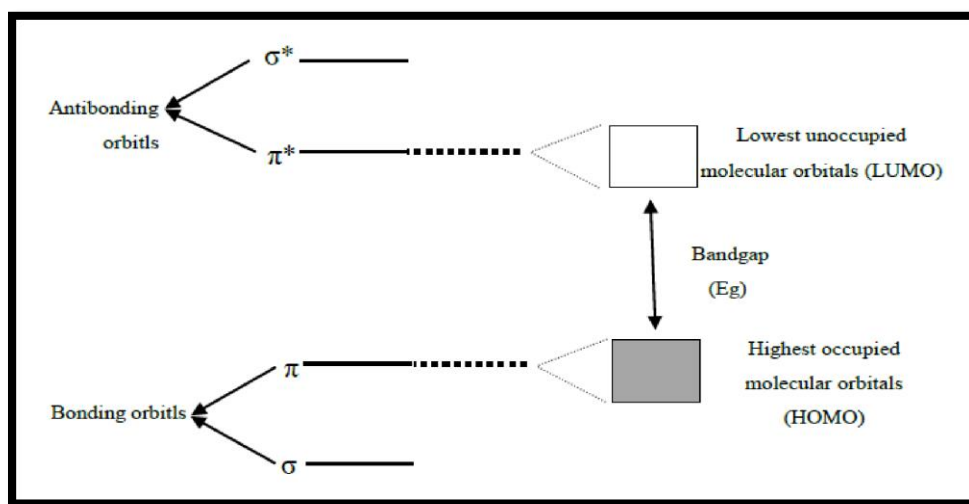 σ*
Antibonding
orbitls
π*
Lowest unoccupied
molecular orbitals (LUMO)
Bandgap
(Eg)
Highest occupied
molecular orbitals
(HOMO)
π
Bonding orbitls
σ